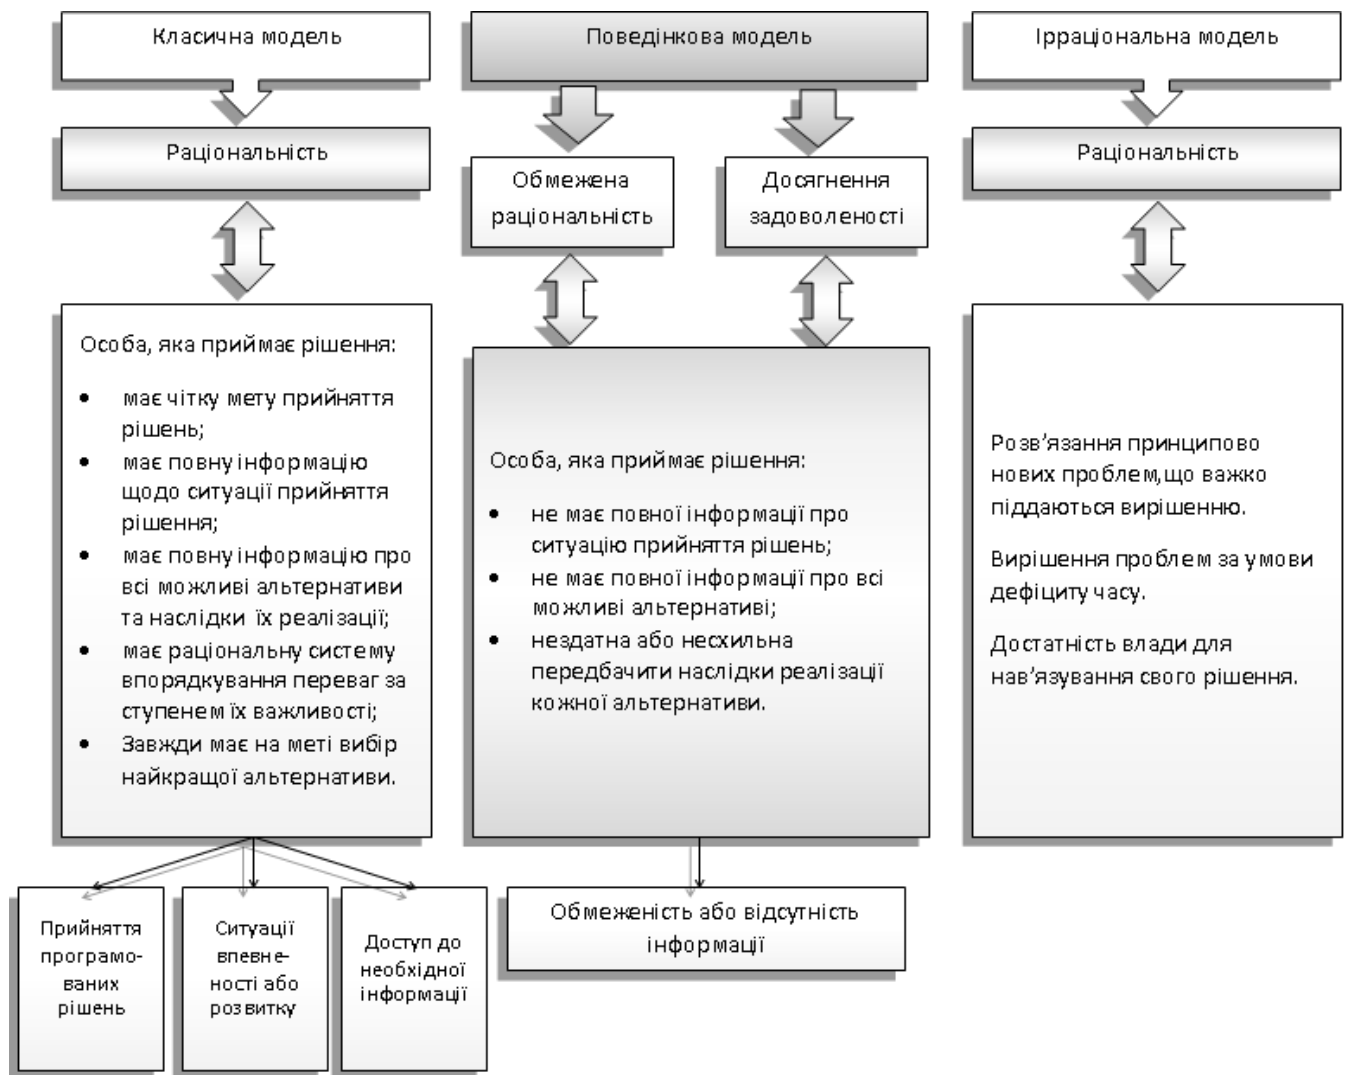 Класична модель
Раціональність
Особа, яка приймає рішення:
• має чітку мету прийняття
рішень;
• має повну інформацію
щодо ситуації прийняття
рішення;
• має повну інформацію про
всі можливі альтернативи
та наслідки їх реалізації;
• має раціональну систему
впорядкування переваг за
ступенем їх важливості;
• Завжди має на меті вибір
найкращої альтернативи.
Прийняття
програмо-
ваних
рішень
Ситуації
впевне-
ності або
розвитку
Доступ до
необхідної
інформації
Поведінкова модель
Обмежена
раціональність
Досягнення
задоволеності
Особа, яка приймає рішення:
• не має повної інформації про
ситуацію прийняття рішень;
• не має повної інформації про всі
можливі альтернативі;
• нездатна або несхильна
передбачити наслідки реалізації
кожної альтернативи.
Обмеженість або відсутність
інформації
Ірраціональна модель
Раціональність
Розв’язання принципово
нових проблем,що важко
піддаються вирішенню.
Вирішення проблем за умови
дефіциту часу.
Достатність влади для
нав’язування свого рішення.